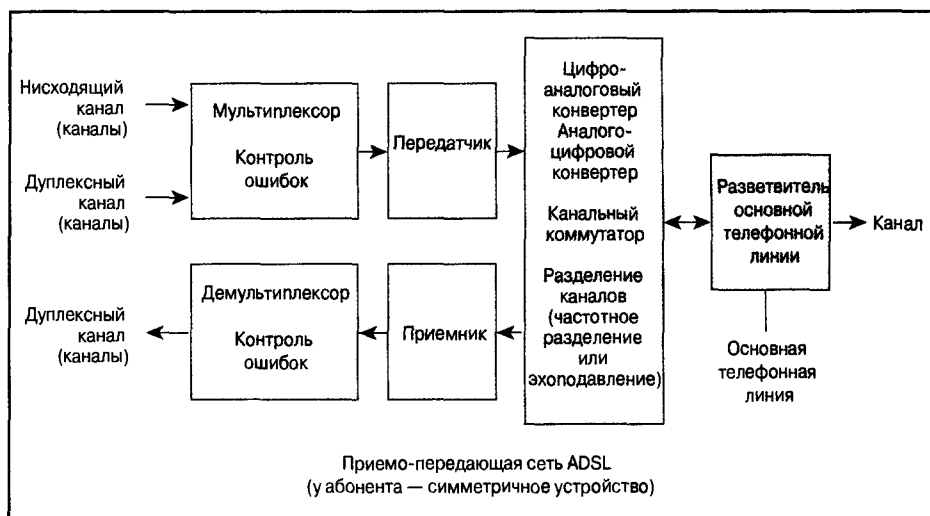 Нисходящий
канал
(каналы)
Дуплексный
канал
(каналы)
Мультиплексор
Контроль
ошибок
Передатчик
Цифро-
аналоговый
конвертер
Аналого-
цифровой
конвертер
Канальный
коммутатор
Разделение
каналов
(частотное
разделение
или
эхоподавление)
Разветвитель
основной
телефонной
линии
Канал
Дуплексный
канал
(каналы)
Демультиплексор
Контроль
ошибок
Приемник
Основная
телефонная
линия
Приемо-передающая сеть ADSL
(у абонента — симметричное устройство)